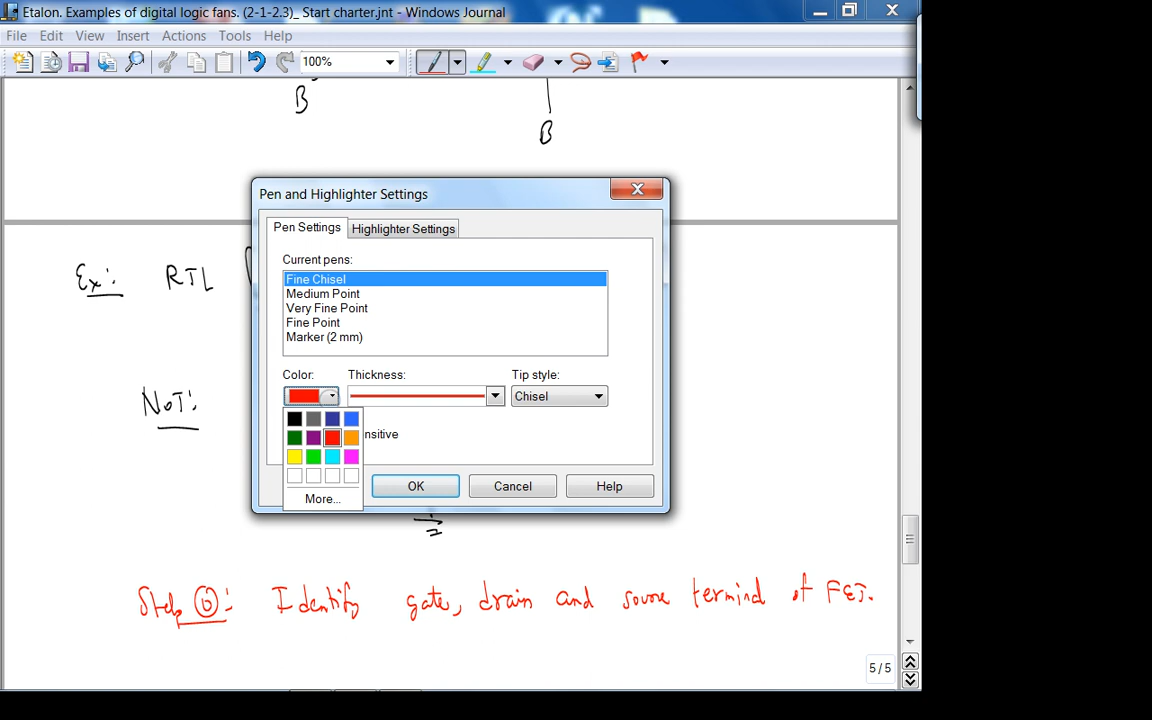 Etalon. Examples of digital logic fans. (2-1-2.3)_ Start charter.jnt - Windows Journal
File Edit View Insert Actions Tools Help
100%
B
B
Pen and Highlighter Settings
Pen Settings Highlighter Settings
Current pens:
Fine Chisel
Medium Point
Very Fine Point
Fine Point
Marker (2 mm)
Ex: RTL
Color: Thickness: Tip style:
Chisel
NOT:
nsitive
OK Cancel Help
More...
Step 0: Identify gate, drain and source terminal of FET.
5 / 5